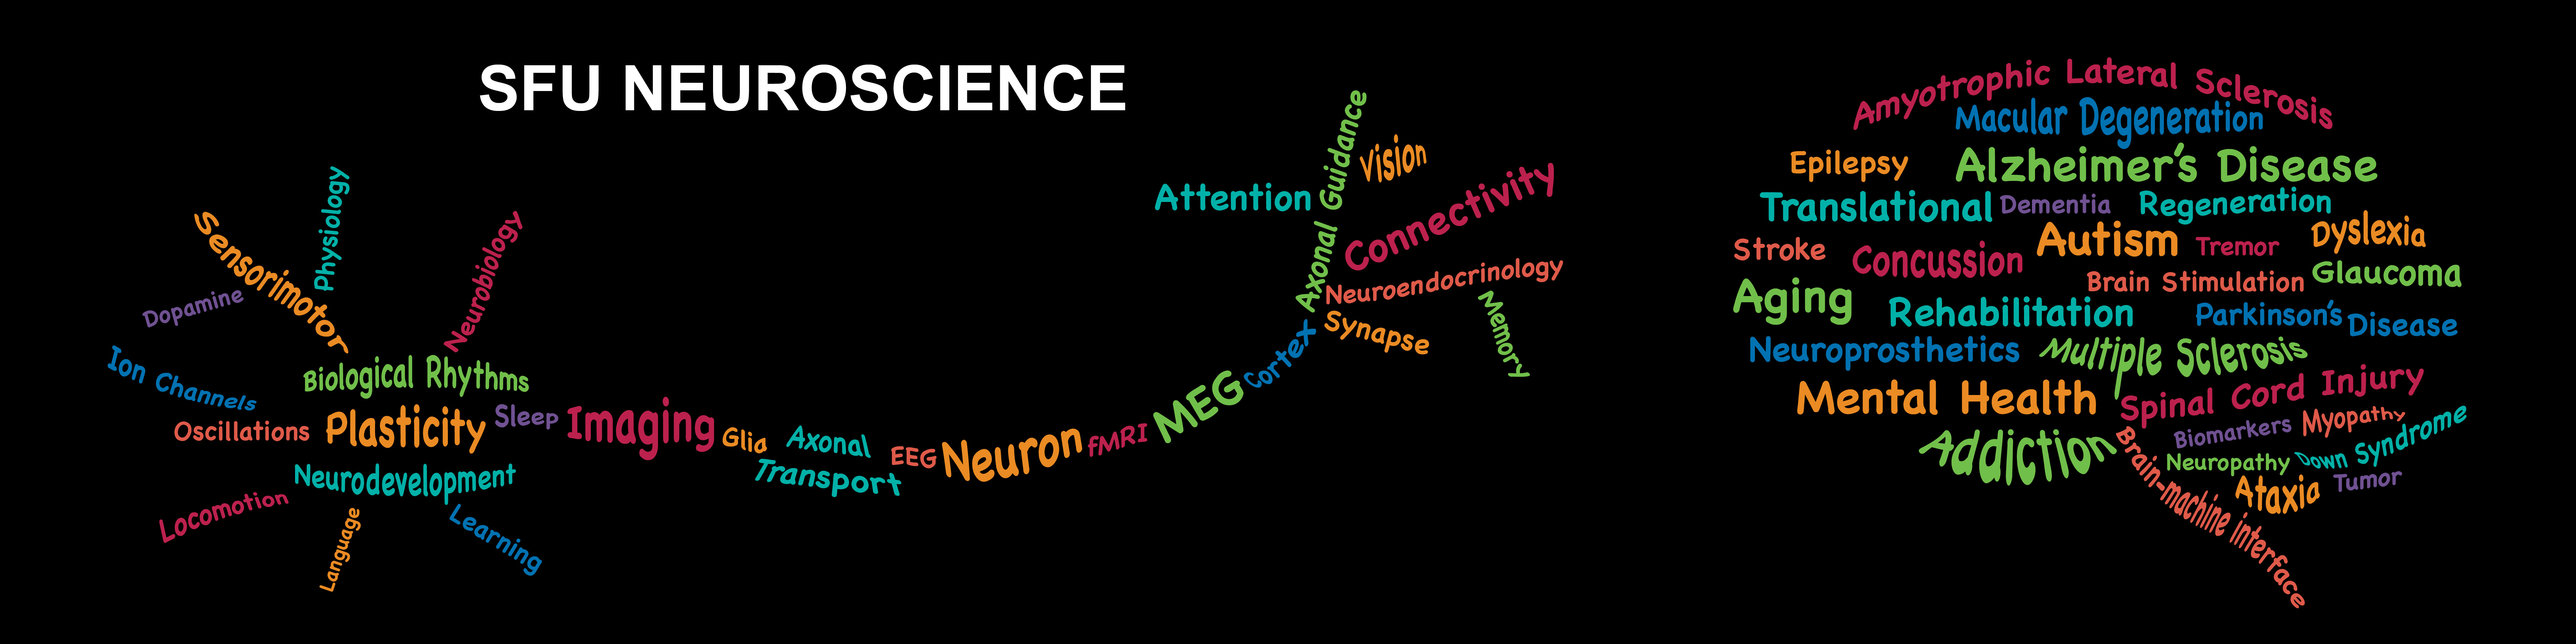 SFU NEUROSCIENCE
Sensorimotor
Physiology
Neurobiology
Dopamine
Ion Channels
Biological Rhythms
Oscillations
Plasticity
Sleep
Neurodevelopment
Locomotion
Language
Learning
Imaging
Glia
Axonal
Transport
EEG
Neuron
fMRI
MEG
Cortex
Attention
Axonal Guidance
Vision
Connectivity
Neuroendocrinology
Synapse
Memory
Amyotrophic Lateral Sclerosis
Macular Degeneration
Epilepsy
Alzheimer's Disease
Translational
Dementia
Regeneration
Stroke
Concussion
Autism
Tremor
Dyslexia
Brain Stimulation
Glaucoma
Aging
Rehabilitation
Parkinson's Disease
Neuroprosthetics
Multiple Sclerosis
Mental Health
Spinal Cord Injury
Addiction
Biomarkers
Myopathy
Neuropathy
Down Syndrome
Ataxia
Tumor
Brain-machine interface